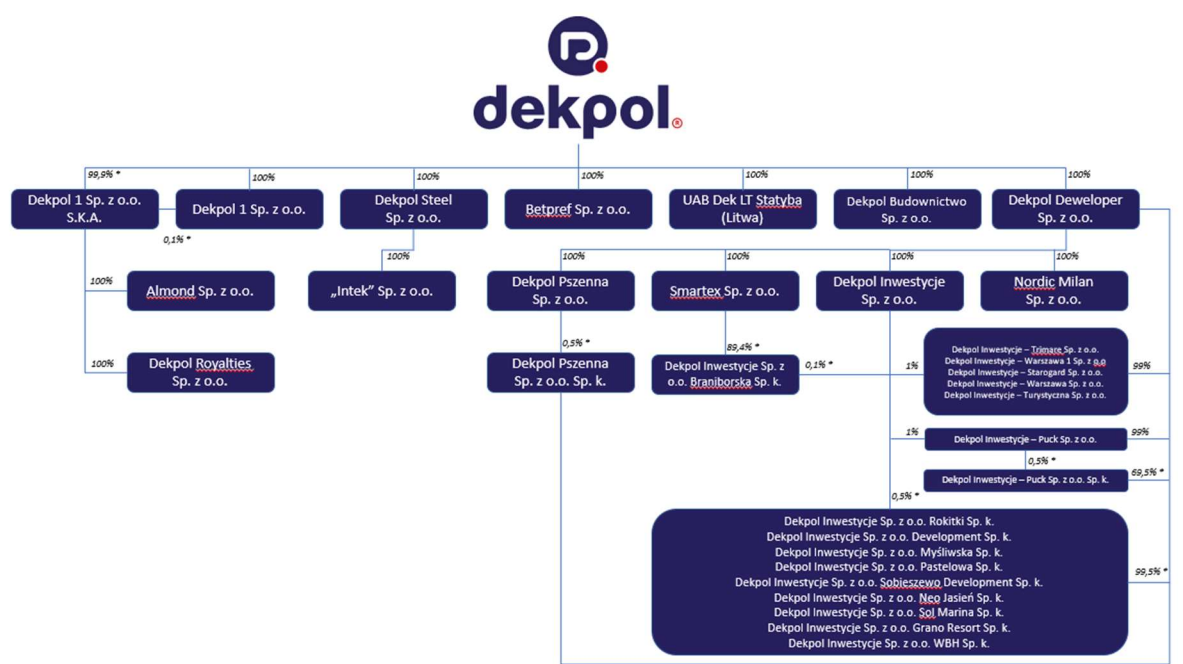 dekpol®
99,9% *
100%
100%
100%
100%
100%
100%
Dekpol 1 Sp. z o.o.
S.K.A.
Dekpol 1 Sp. z o.o.
Dekpol Steel
Sp. z o.o.
Betpref Sp. z o.o.
UAB Dek LT Statyba
(Litwa)
Dekpol Budownictwo
Sp. z o.o.
Dekpol Deweloper
Sp. z o.o.
0,1% *
100%
100%
100%
100%
100%
100%
Almond Sp. z o.o.
„Intek” Sp. z o.o.
Dekpol Pszenna
Sp. z o.o.
Smartex Sp. z o.o.
Dekpol Inwestycje
Sp. z o.o.
Nordic Milan
Sp. z o.o.
100%
Dekpol Royalties
Sp. z o.o.
0,5% *
Dekpol Pszenna
Sp. z o.o. Sp. k.
89,4% *
Dekpol Inwestycje Sp. z
o.o. Braniborska Sp. k.
0,1% *
1%
Dekpol Inwestycje – Trimare Sp. z o.o.
Dekpol Inwestycje – Warszawa 1 Sp. z o.o
Dekpol Inwestycje – Starogard Sp. z o.o.
Dekpol Inwestycje – Warszawa Sp. z o.o.
Dekpol Inwestycje – Turystyczna Sp. z o.o.
99%
1%
Dekpol Inwestycje – Puck Sp. z o.o.
99%
0,5% *
Dekpol Inwestycje – Puck Sp. z o.o. Sp. k.
69,5% *
0,5% *
Dekpol Inwestycje Sp. z o.o. Rokitki Sp. k.
Dekpol Inwestycje Sp. z o.o. Development Sp. k.
Dekpol Inwestycje Sp. z o.o. Myśliwska Sp. k.
Dekpol Inwestycje Sp. z o.o. Pastelowa Sp. k.
Dekpol Inwestycje Sp. z o.o. Sobieszewo Development Sp. k.
Dekpol Inwestycje Sp. z o.o. Neo Jasień Sp. k.
Dekpol Inwestycje Sp. z o.o. Sol Marina Sp. k.
Dekpol Inwestycje Sp. z o.o. Grano Resort Sp. k.
Dekpol Inwestycje Sp. z o.o. WBH Sp. k.
99,5% *